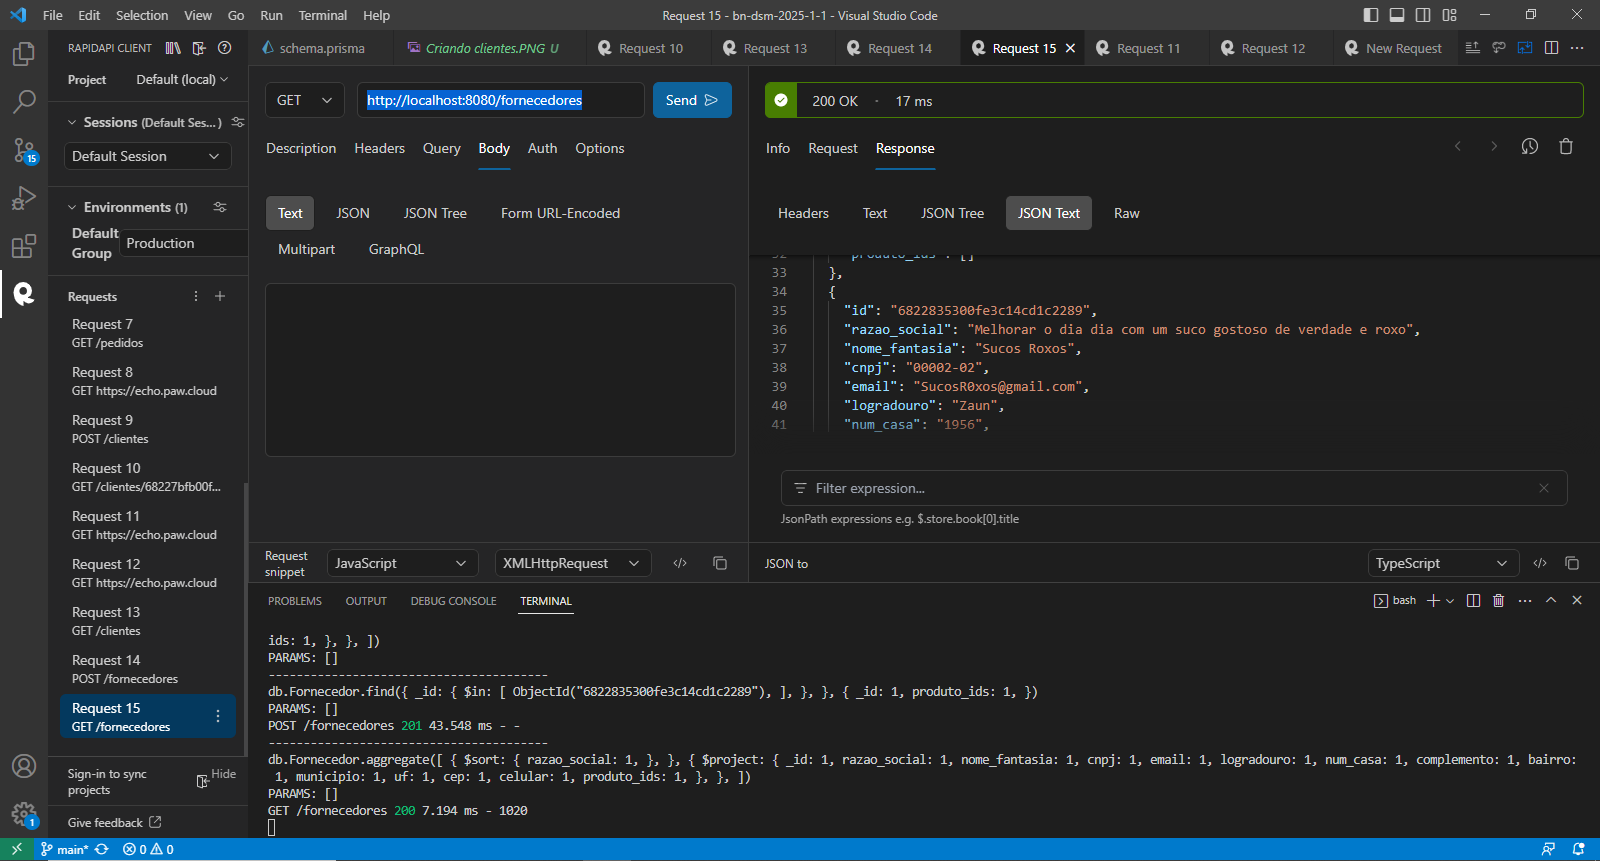 File Edit Selection View Go Run Terminal Help
Request 15 - bn-dsm-2025-1-1 - Visual Studio Code
RAPIDAPI CLIENT
Project Default (local)
Sessions (Default Ses... )
Default Session
Environments (1)
Default Group
Production
Requests
Request 7
GET /pedidos
Request 8
GET https://echo.paw.cloud
Request 9
POST /clientes
Request 10
GET /clientes/68227bfb00f...
Request 11
GET https://echo.paw.cloud
Request 12
GET https://echo.paw.cloud
Request 13
GET /clientes
Request 14
POST /fornecedores
Request 15
GET /fornecedores
Sign-in to sync projects
Hide
Give feedback
15
1
schema.prisma
Criando clientes.PNG U
Request 10
Request 13
Request 14
Request 15
Request 11
Request 12
New Request
GET
http://localhost:8080/fornecedores
Send
Description Headers Query Body Auth Options
Text JSON JSON Tree Form URL-Encoded
Multipart GraphQL
Request snippet
JavaScript
XMLHttpRequest
200 OK · 17 ms
Info Request Response
Headers Text JSON Tree JSON Text Raw
32 "produto_ids": []
33 },
34 {
35 "id": "6822835300fe3c14cd1c2289",
36 "razao_social": "Melhorar o dia dia com um suco gostoso de verdade e roxo",
37 "nome_fantasia": "Sucos Roxos",
38 "cnpj": "00002-02",
39 "email": "SucosR0xos@gmail.com",
40 "logradouro": "Zaun",
41 "num_casa": "1956",
Filter expression...
JsonPath expressions e.g. $.store.book[0].title
JSON to
TypeScript
PROBLEMS OUTPUT DEBUG CONSOLE TERMINAL
bash
ids: 1, }, }, ])
PARAMS: []
----------------------------------------
db.Fornecedor.find({ _id: { $in: [ ObjectId("6822835300fe3c14cd1c2289"), ], }, }, { _id: 1, produto_ids: 1, })
PARAMS: []
POST /fornecedores 201 43.548 ms - -
----------------------------------------
db.Fornecedor.aggregate([ { $sort: { razao_social: 1, }, }, { $project: { _id: 1, razao_social: 1, nome_fantasia: 1, cnpj: 1, email: 1, logradouro: 1, num_casa: 1, complemento: 1, bairro:
1, municipio: 1, uf: 1, cep: 1, celular: 1, produto_ids: 1, }, }, ])
PARAMS: []
GET /fornecedores 200 7.194 ms - 1020
main* 0 0